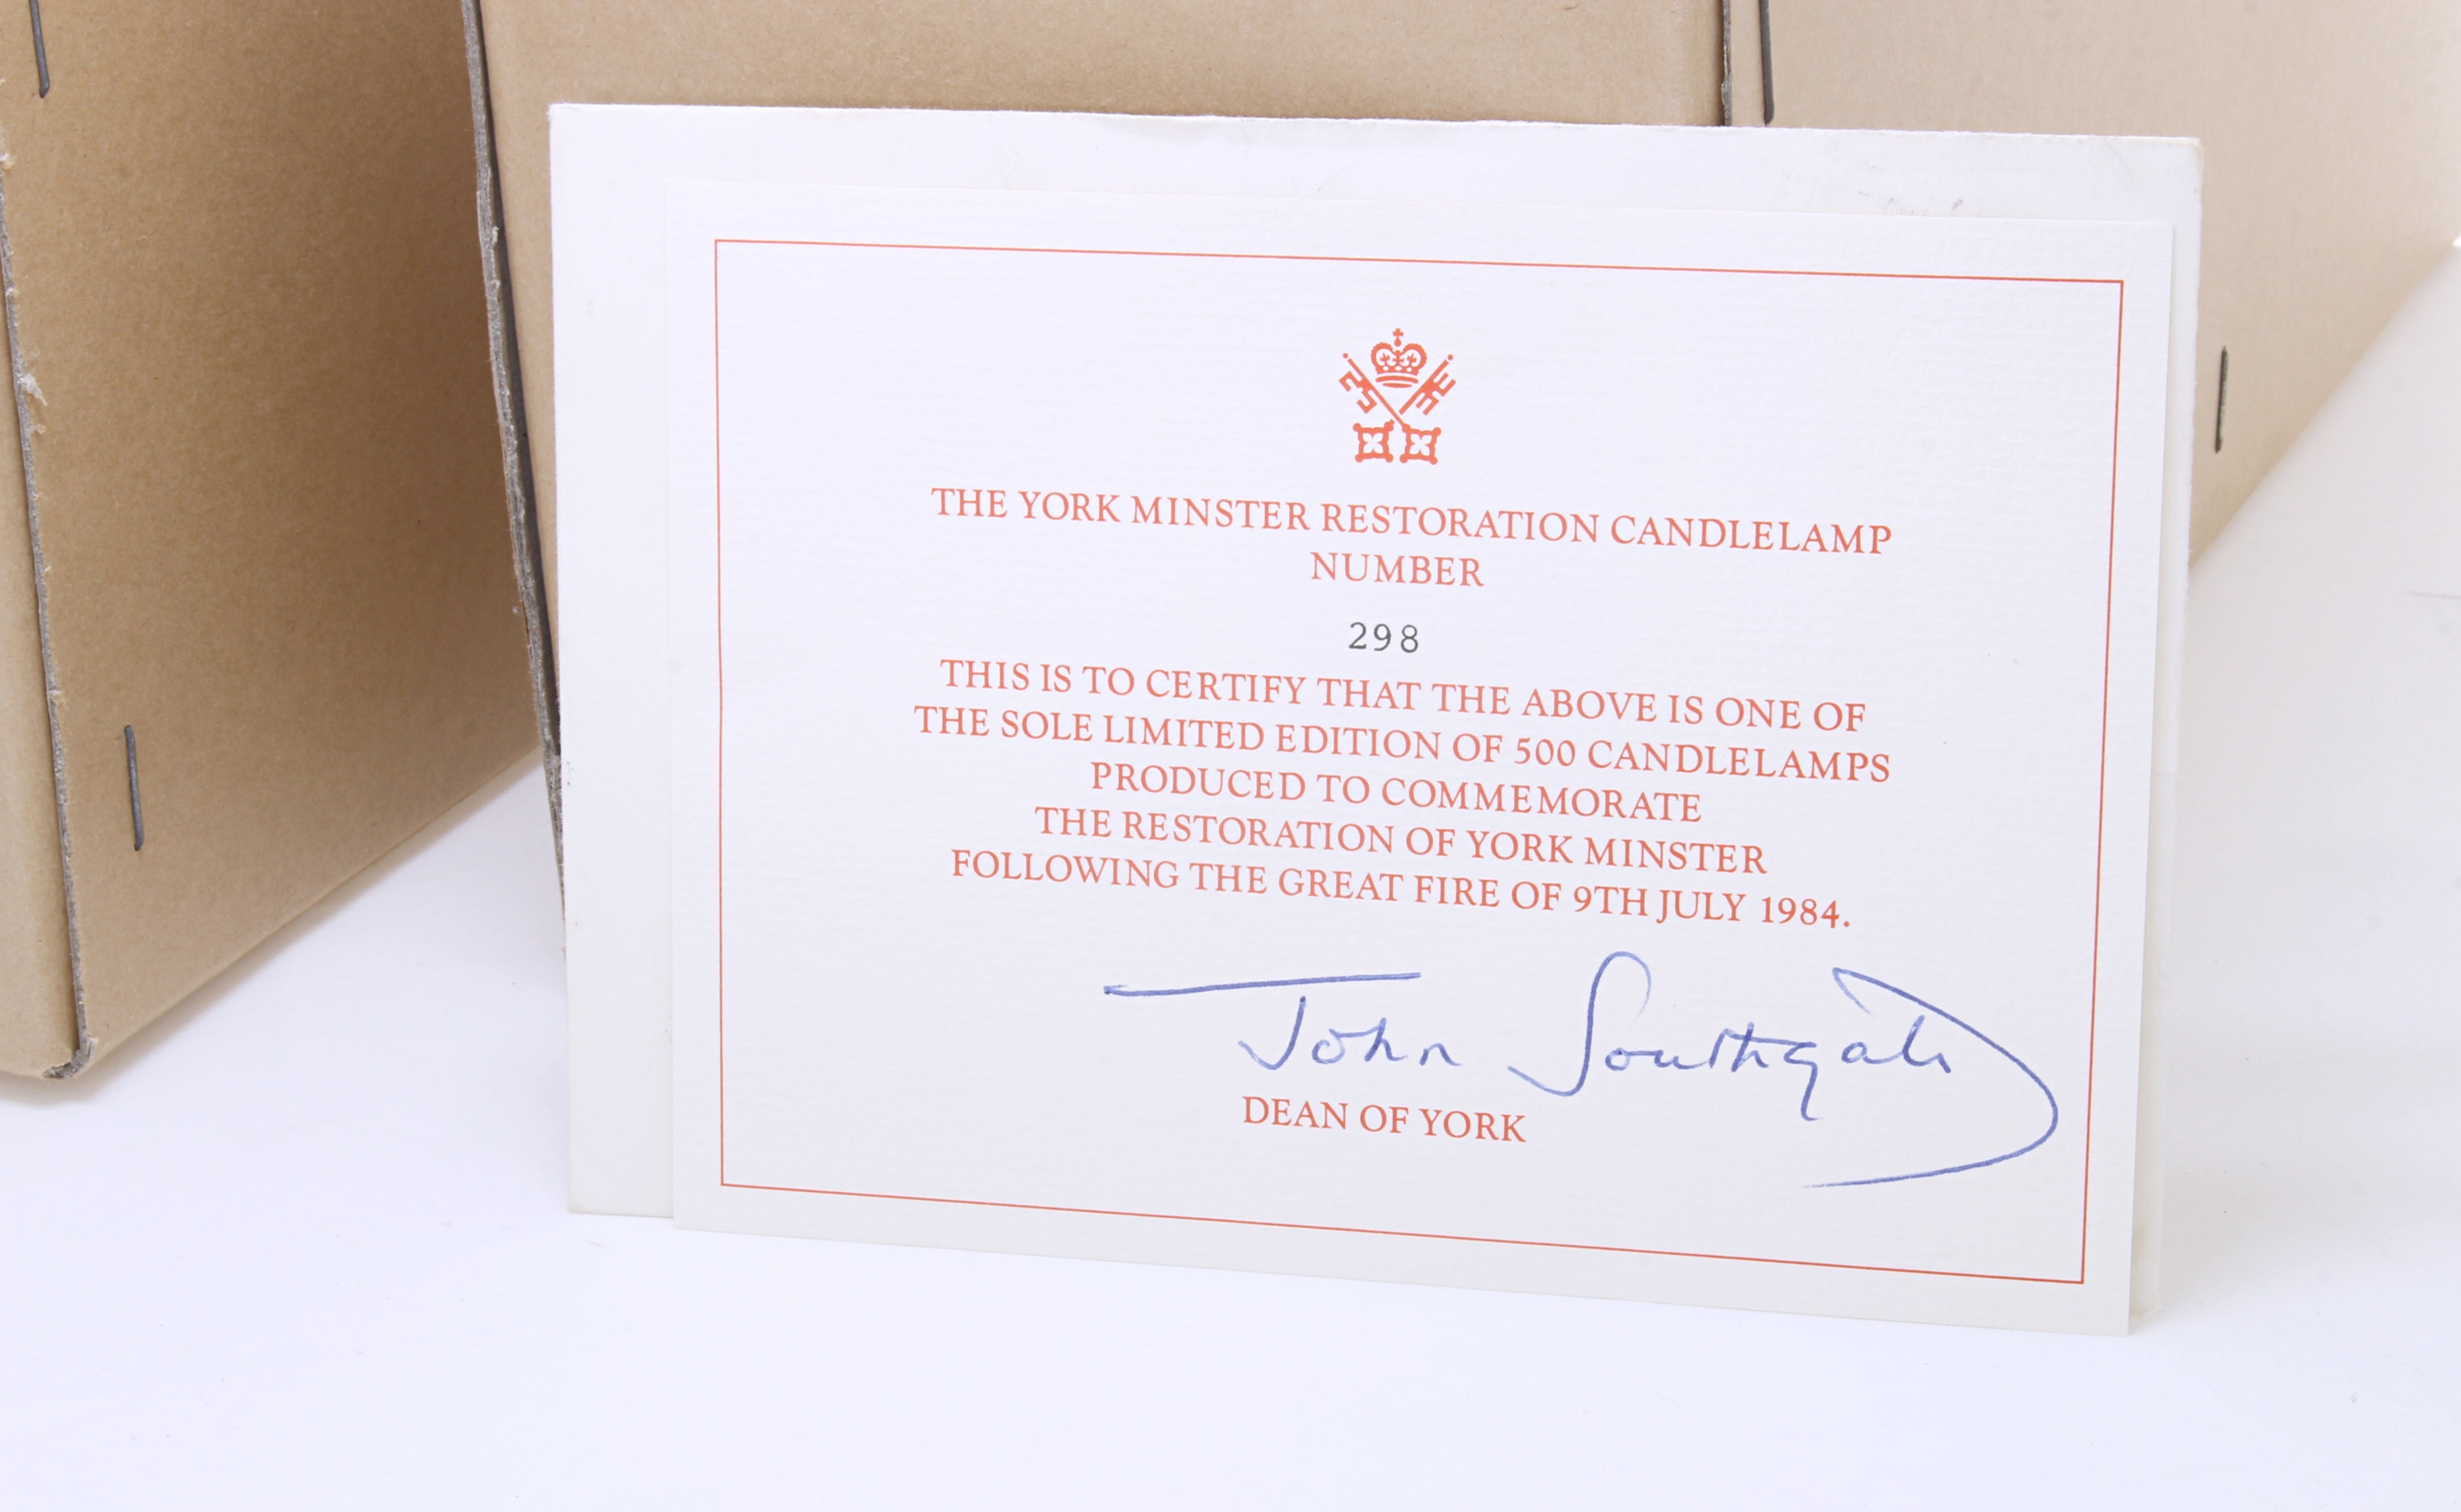 THE YORK MINSTER RESTORATION CANDLELAMP
NUMBER
298
THIS IS TO CERTIFY THAT THE ABOVE IS ONE OF
THE SOLE LIMITED EDITION OF 500 CANDLELAMPS
PRODUCED TO COMMEMORATE
THE RESTORATION OF YORK MINSTER
FOLLOWING THE GREAT FIRE OF 9TH JULY 1984.
John Southgate
DEAN OF YORK